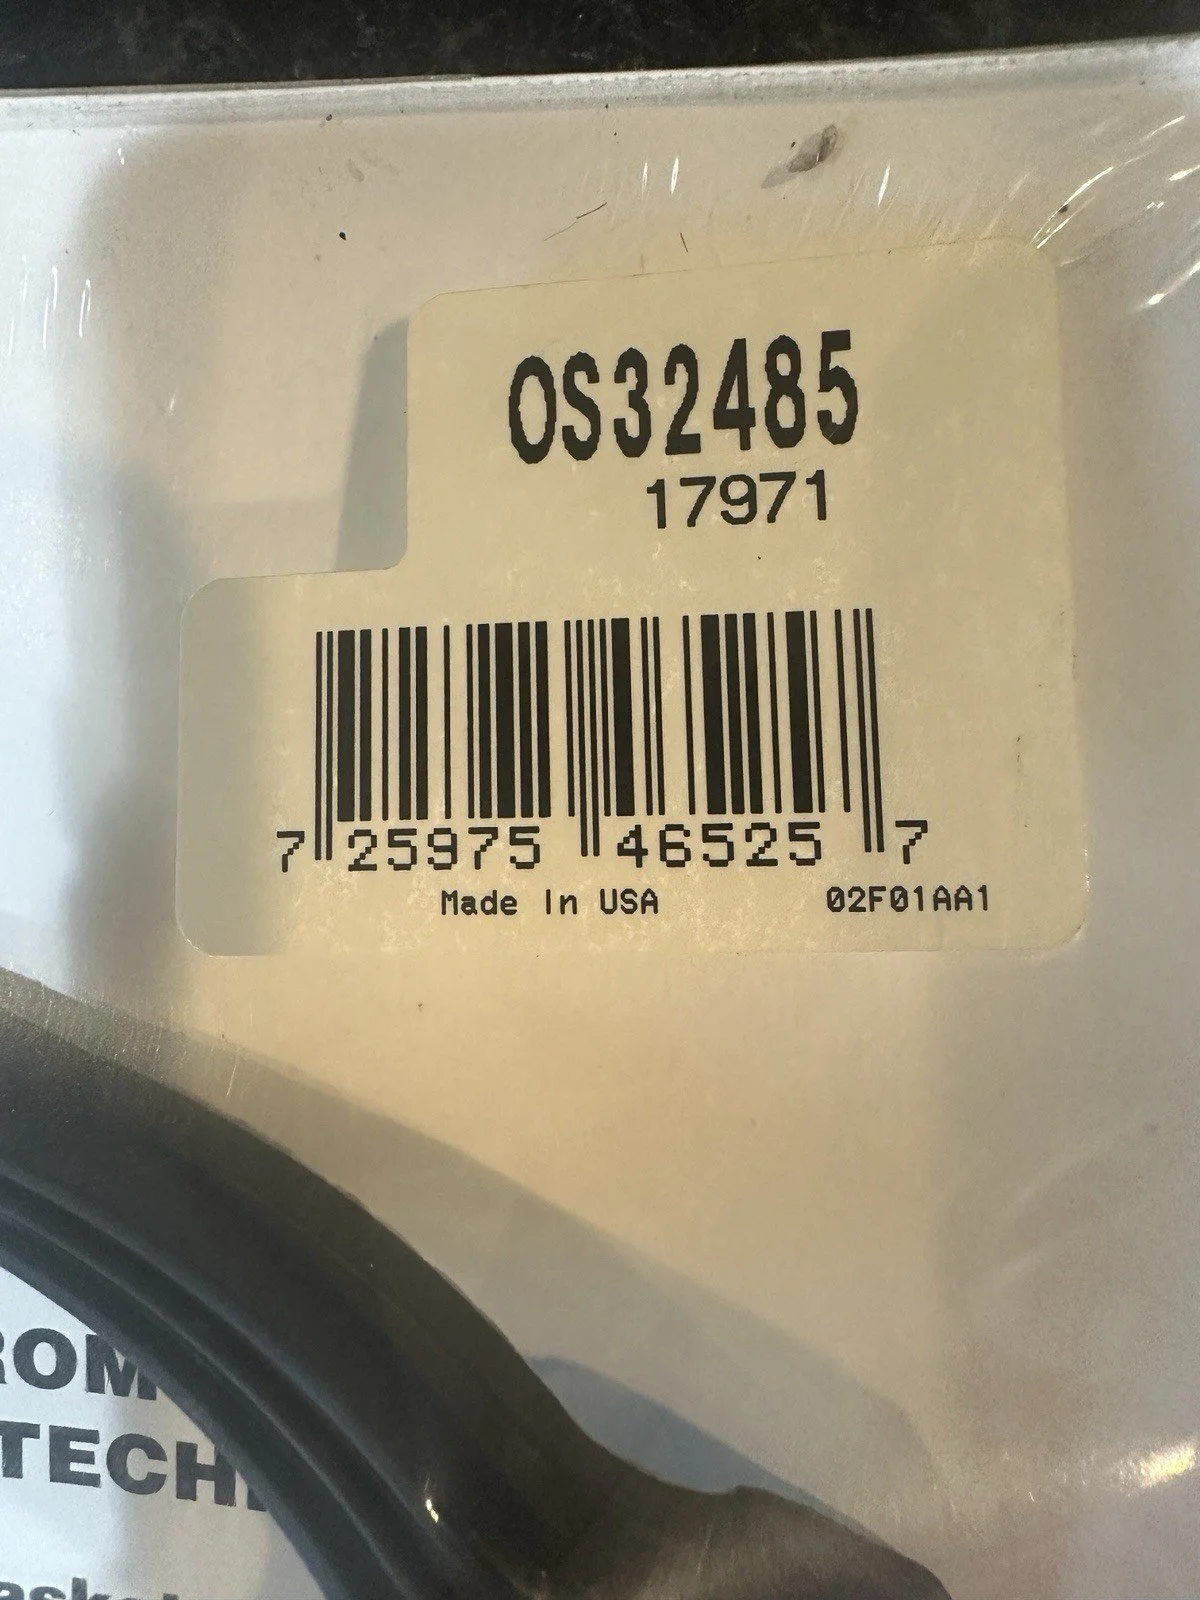 OS32485
17971
7 25975 46525 7
Made In USA 02F01AA1
ROM
TECH